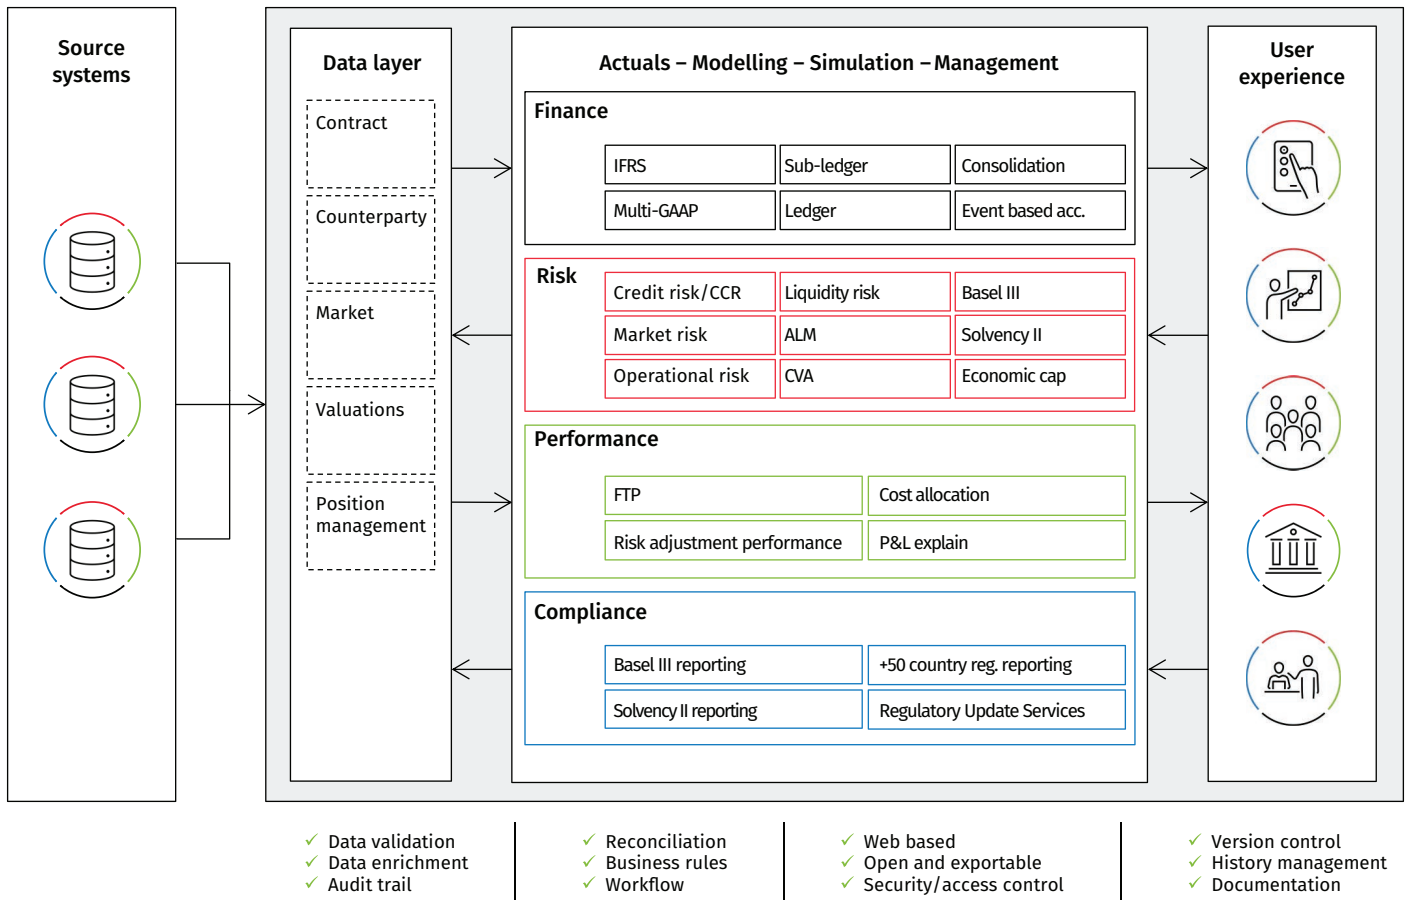 Source
systems
Data layer
Contract
Counterparty
Market
Valuations
Position
management
Actuals – Modelling – Simulation – Management
Finance
IFRS
Sub-ledger
Consolidation
Multi-GAAP
Ledger
Event based acc.
Risk
Credit risk/CCR
Liquidity risk
Basel III
Market risk
ALM
Solvency II
Operational risk
CVA
Economic cap
Performance
FTP
Cost allocation
Risk adjustment performance
P&L explain
Compliance
Basel III reporting
+50 country reg. reporting
Solvency II reporting
Regulatory Update Services
User
experience
Data validation
Data enrichment
Audit trail
Reconciliation
Business rules
Workflow
Web based
Open and exportable
Security/access control
Version control
History management
Documentation